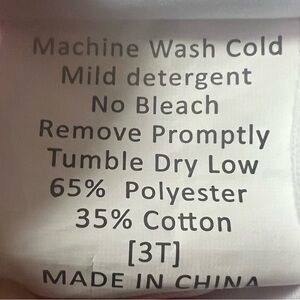 Machine Wash Cold
Mild detergent
No Bleach
Remove Promptly
Tumble Dry Low
65% Polyester
35% Cotton
[3T]
MADE IN CHINA